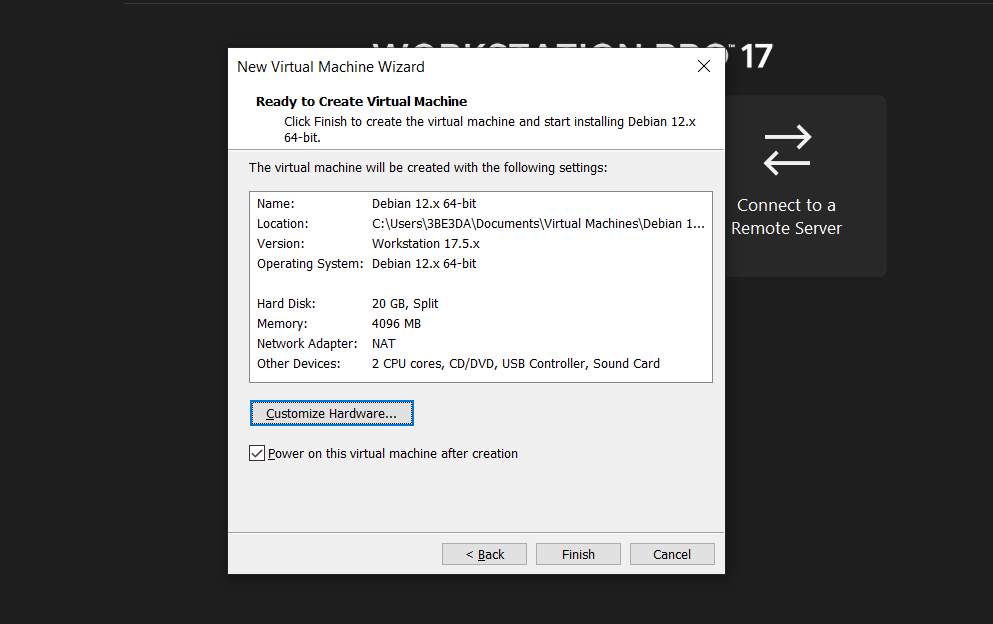 WORKSTATION PRO™ 17
New Virtual Machine Wizard
Ready to Create Virtual Machine
Click Finish to create the virtual machine and start installing Debian 12.x
64-bit.
The virtual machine will be created with the following settings:
Name: Debian 12.x 64-bit
Location: C:\Users\3BE3DA\Documents\Virtual Machines\Debian 1...
Version: Workstation 17.5.x
Operating System: Debian 12.x 64-bit
Hard Disk: 20 GB, Split
Memory: 4096 MB
Network Adapter: NAT
Other Devices: 2 CPU cores, CD/DVD, USB Controller, Sound Card
Customize Hardware...
Power on this virtual machine after creation
< Back
Finish
Cancel
Connect to a
Remote Server